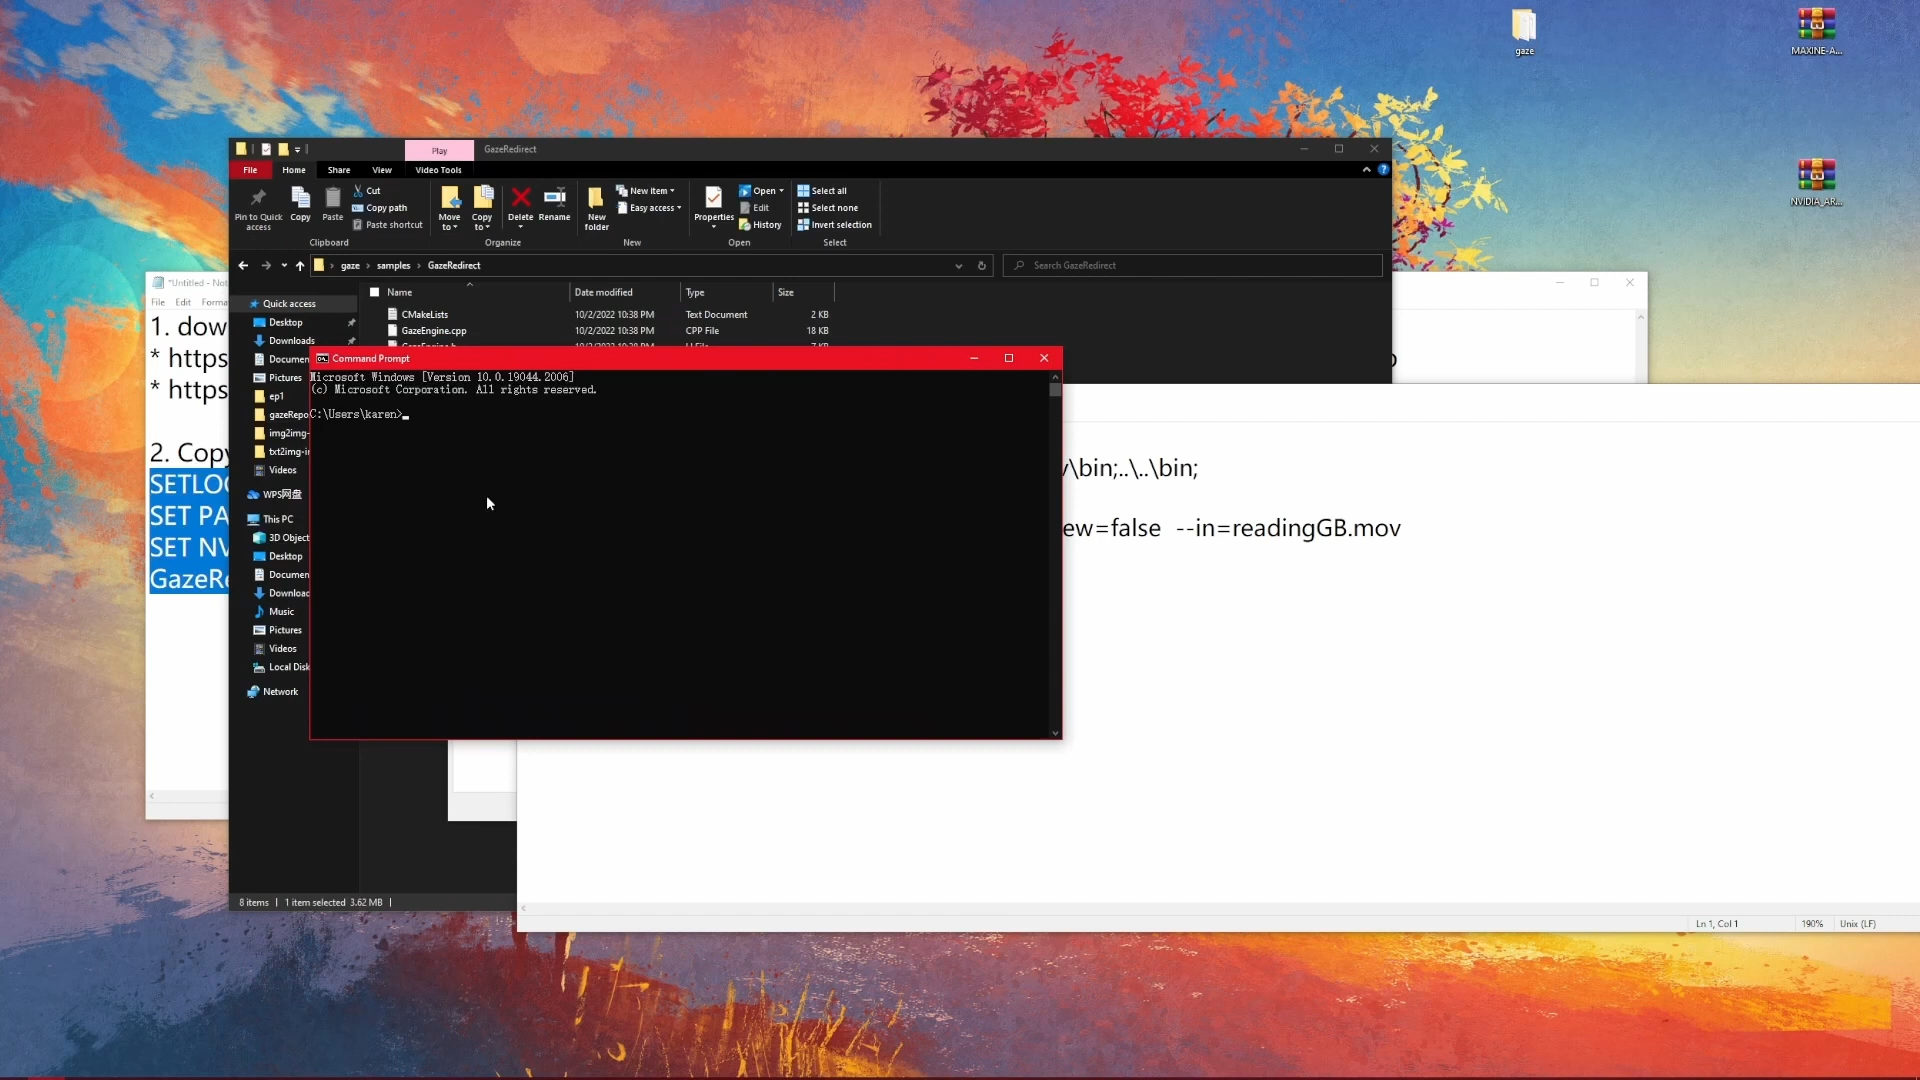 gaze
MAXINE-A...
NVIDIA_AR...
Play
GazeRedirect
File
Home
Share
View
Video Tools
Pin to Quick access
Copy
Paste
Cut
Copy path
Paste shortcut
Clipboard
Move to
Copy to
Delete
Rename
Organize
New folder
New item
Easy access
New
Properties
Open
Edit
History
Open
Select all
Select none
Invert selection
Select
gaze > samples > GazeRedirect
Search GazeRedirect
*Untitled - Not
File Edit Forma
1. dow
* https
* https
2. Copy
SETLO
SET PA
SET NV
GazeRe
Quick access
Desktop
Downloads
Documen
Pictures
ep1
gazeRepo
img2img-
txt2img-i
Videos
WPS网盘
This PC
3D Object
Desktop
Documen
Downloac
Music
Pictures
Videos
Local Disk
Network
Name Date modified Type Size
CMakeLists 10/2/2022 10:38 PM Text Document 2 KB
GazeEngine.cpp 10/2/2022 10:38 PM CPP File 18 KB
Command Prompt
Microsoft Windows [Version 10.0.19044.2006]
(c) Microsoft Corporation. All rights reserved.
C:\Users\karen>
\bin;..\..\bin;
ew=false --in=readingGB.mov
8 items 1 item selected 3.62 MB
Ln 1, Col 1 190% Unix (LF)